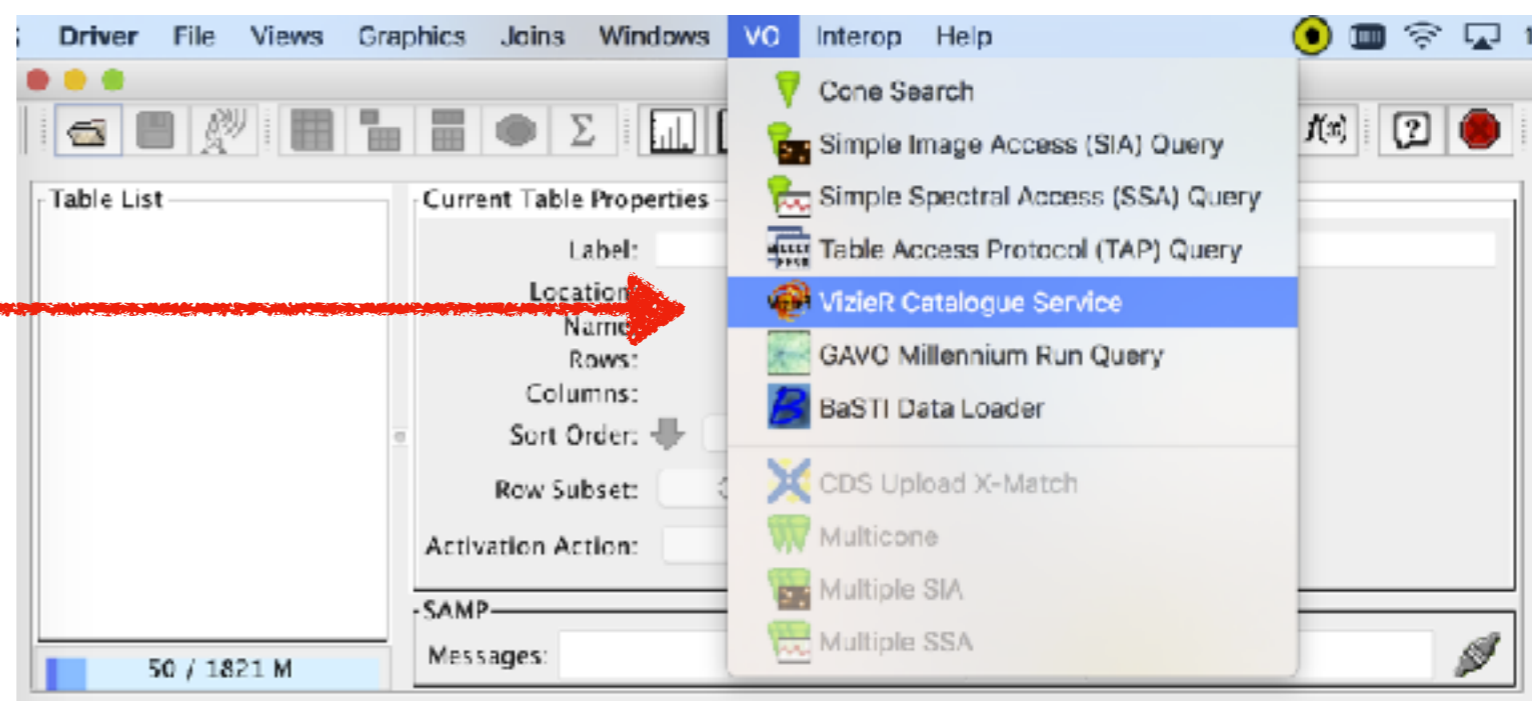 Driver File Views Graphics Joins Windows VO Interop Help
Cone Search
Simple Image Access (SIA) Query
Simple Spectral Access (SSA) Query
Table Access Protocol (TAP) Query
VizieR Catalogue Service
GAVO Millennium Run Query
BaSTI Data Loader
CDS Upload X-Match
Multicone
Multiple SIA
Multiple SSA
Σ
f(x)
?
Table List
50 / 1821 M
Current Table Properties
Label:
Location
Name
Rows:
Columns:
Sort Order:
Row Subset:
Activation Action:
SAMP
Messages: